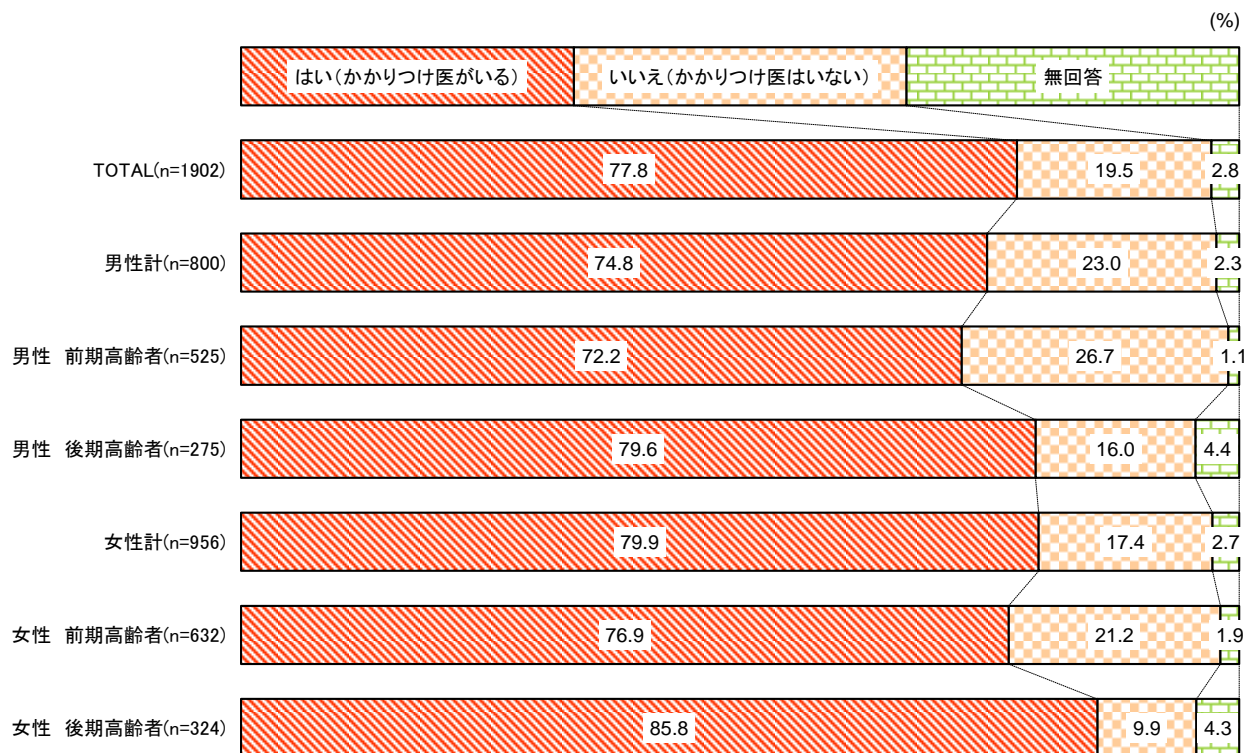 (%)
はい(かかりつけ医がいる) いいえ(かかりつけ医はいない) 無回答
TOTAL(n=1902) 77.8 19.5 2.8
男性計(n=800) 74.8 23.0 2.3
男性 前期高齢者(n=525) 72.2 26.7 1.1
男性 後期高齢者(n=275) 79.6 16.0 4.4
女性計(n=956) 79.9 17.4 2.7
女性 前期高齢者(n=632) 76.9 21.2 1.9
女性 後期高齢者(n=324) 85.8 9.9 4.3